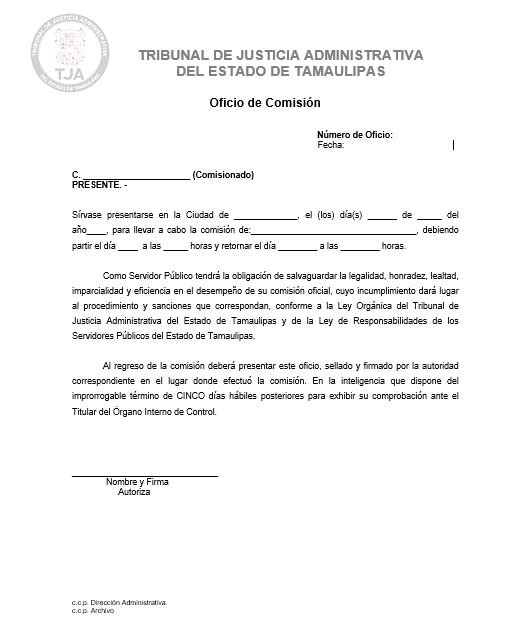 TRIBUNAL DE JUSTICIA ADMINISTRATIVA
DEL ESTADO DE TAMAULIPAS
TRIBUNAL DE JUSTICIA ADMINISTRATIVA
TJA
DEL ESTADO DE TAMAULIPAS
Oficio de Comisión
Número de Oficio:
Fecha:
C. ______________________ (Comisionado)
PRESENTE. -
Sírvase presentarse en la Ciudad de _____________, el (los) día(s) ______ de _____ del
año____, para llevar a cabo la comisión de:__________________________________, debiendo
partir el día ____ a las _____ horas y retornar el día ________ a las ________ horas.
Como Servidor Público tendrá la obligación de salvaguardar la legalidad, honradez, lealtad,
imparcialidad y eficiencia en el desempeño de su comisión oficial, cuyo incumplimiento dará lugar
al procedimiento y sanciones que correspondan, conforme a la Ley Orgánica del Tribunal de
Justicia Administrativa del Estado de Tamaulipas y de la Ley de Responsabilidades de los
Servidores Públicos del Estado de Tamaulipas.
Al regreso de la comisión deberá presentar este oficio, sellado y firmado por la autoridad
correspondiente en el lugar donde efectuó la comisión. En la inteligencia que dispone del
improrrogable término de CINCO días hábiles posteriores para exhibir su comprobación ante el
Titular del Órgano Interno de Control.
______________________________
Nombre y Firma
Autoriza
c.c.p. Dirección Administrativa.
c.c.p. Archivo